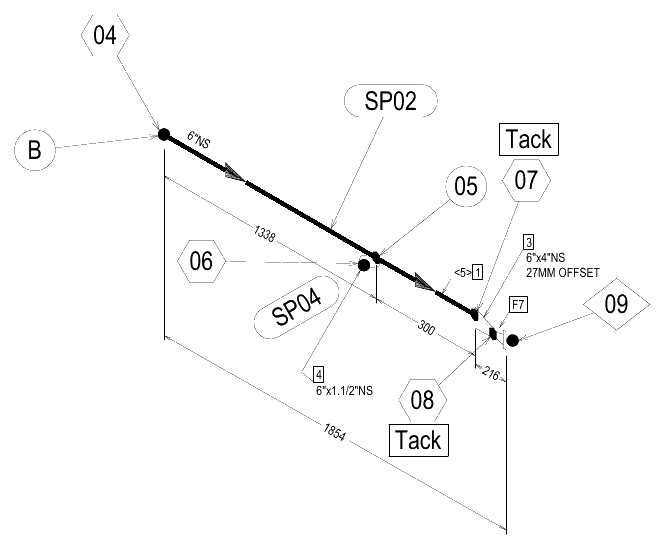 04
B
6"NS
SP02
Tack
07
05
1338
06
<5> 1
3
6"x4"NS
27MM OFFSET
F7
09
SP04
300
216
4
6"x1.1/2"NS
08
Tack
1854